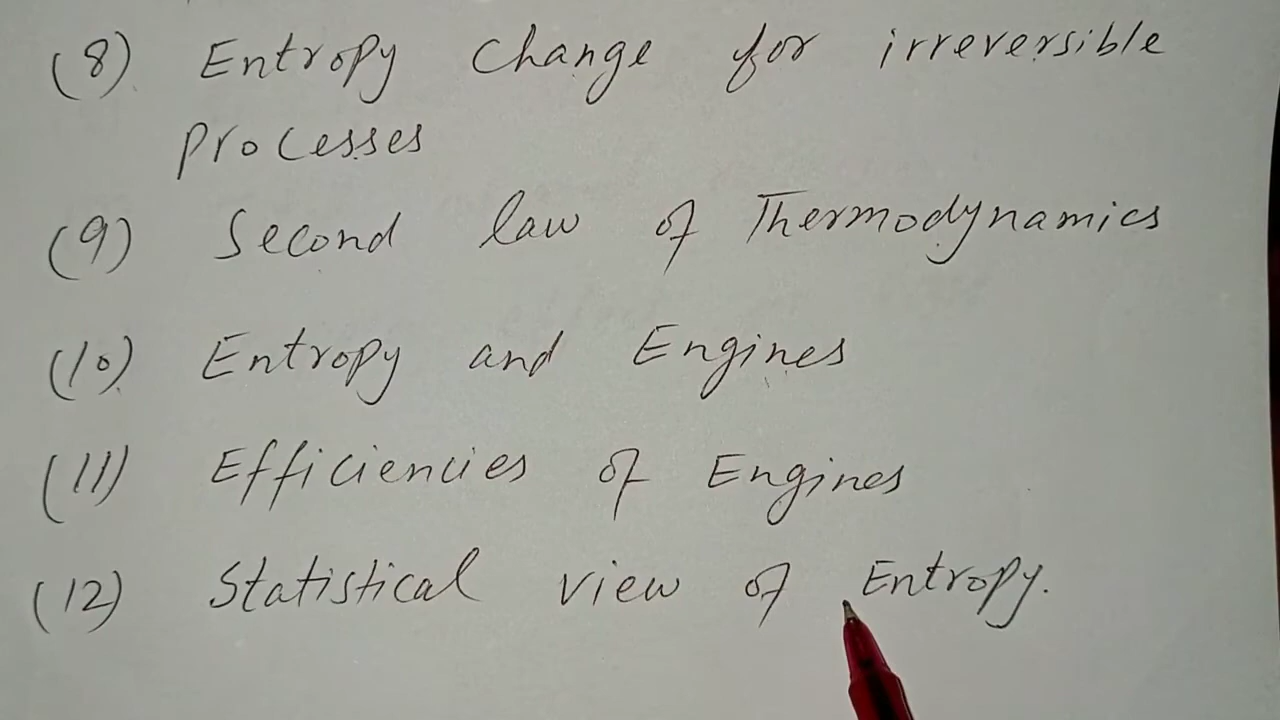 (8) Entropy change for irreversible
processes
(9) Second law of Thermodynamics
(10) Entropy and Engines
(11) Efficiencies of Engines
(12) Statistical view of Entropy.